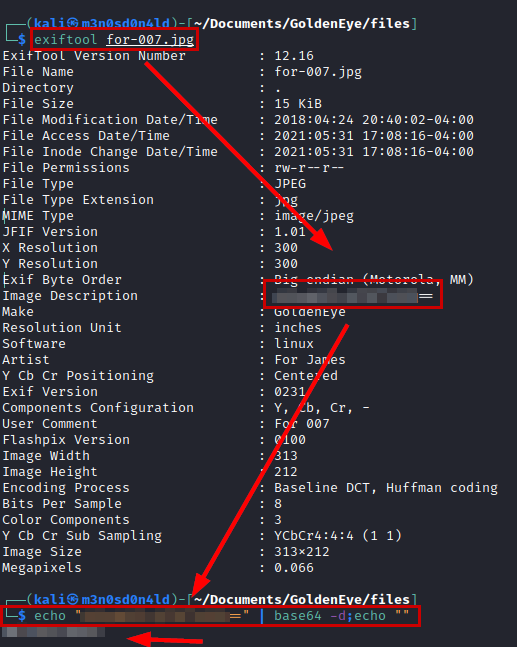 ┌──(kali㉿m3n0sd0n4ld)-[~/Documents/GoldenEye/files]
└─$ exiftool for-007.jpg
ExifTool Version Number : 12.16
File Name : for-007.jpg
Directory : .
File Size : 15 KiB
File Modification Date/Time : 2018:04:24 20:40:02-04:00
File Access Date/Time : 2021:05:31 17:08:16-04:00
File Inode Change Date/Time : 2021:05:31 17:08:16-04:00
File Permissions : rw-r--r--
File Type : JPEG
File Type Extension : jpg
MIME Type : image/jpeg
JFIF Version : 1.01
X Resolution : 300
Y Resolution : 300
Exif Byte Order : Big-endian (Motorola, MM)
Image Description : ==
Make : GoldenEye
Resolution Unit : inches
Software : linux
Artist : For James
Y Cb Cr Positioning : Centered
Exif Version : 0231
Components Configuration : Y, Cb, Cr, -
User Comment : For 007
Flashpix Version : 0100
Image Width : 313
Image Height : 212
Encoding Process : Baseline DCT, Huffman coding
Bits Per Sample : 8
Color Components : 3
Y Cb Cr Sub Sampling : YCbCr4:4:4 (1 1)
Image Size : 313×212
Megapixels : 0.066
┌──(kali㉿m3n0sd0n4ld)-[~/Documents/GoldenEye/files]
└─$ echo "==" | base64 -d;echo ""